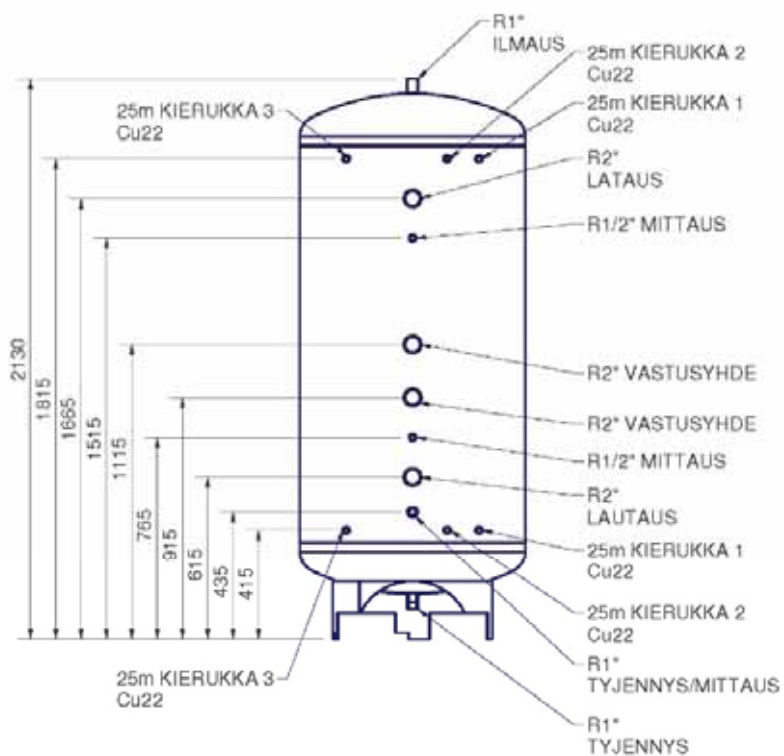 R1"
ILMAUS
25m KIERUKKA 2
Cu22
25m KIERUKKA 3
Cu22
25m KIERUKKA 1
Cu22
R2"
LATAUS
R1/2" MITTAUS
R2" VASTUSYHDE
R2" VASTUSYHDE
R1/2" MITTAUS
R2"
LAUTAUS
25m KIERUKKA 1
Cu22
25m KIERUKKA 2
Cu22
R1"
TYJENNYS/MITTAUS
R1"
TYJENNYS
25m KIERUKKA 3
Cu22
2130
1815
1665
1515
1115
765
915
615
435
415